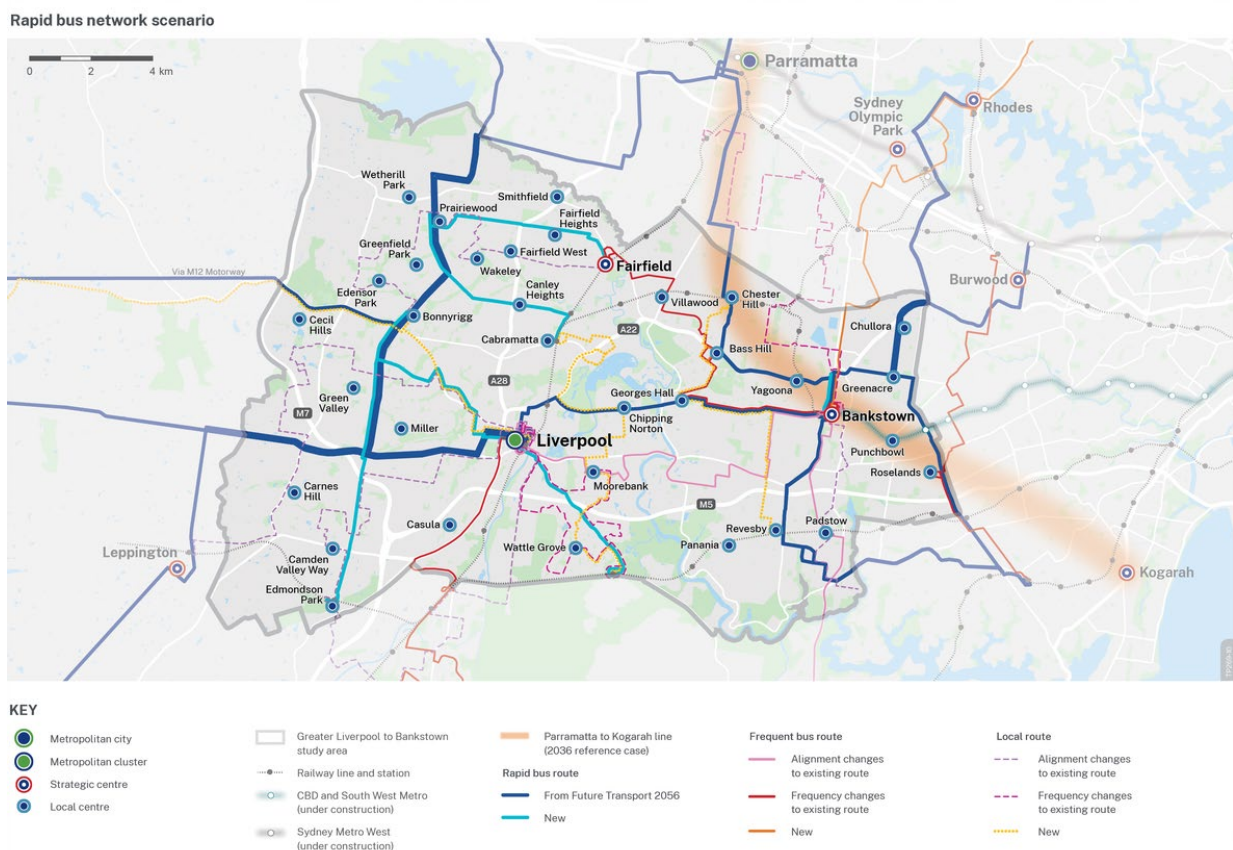 Rapid bus network scenario
0 2 4 km
Parramatta
Rhodes
Sydney
Olympic
Park
Wetherill
Park
Smithfield
Prairiewood
Fairfield
Heights
Greenfield
Park
Fairfield West
Wakeley
Fairfield
Via M12 Motorway
Burwood
Edensor
Park
Canley
Heights
Villawood
Chester
Hill
Cecil
Hills
Bonnyrigg
Chullora
A22
Cabramatta
Bass Hill
A28
Yagoona
Greenacre
Green
Valley
Georges Hall
M7
Chipping
Norton
Bankstown
Miller
Liverpool
Punchbowl
Roselands
Moorebank
Carnes
Hill
M5
Casula
Revesby
Padstow
Wattle Grove
Panania
Leppington
Camden
Valley Way
Kogarah
Edmondson
Park
KEY
Metropolitan city
Metropolitan cluster
Strategic centre
Local centre
Greater Liverpool to Bankstown
study area
Railway line and station
CBD and South West Metro
(under construction)
Sydney Metro West
(under construction)
Parramatta to Kogarah line
(2036 reference case)
Rapid bus route
From Future Transport 2056
New
Frequent bus route
Alignment changes
to existing route
Frequency changes
to existing route
New
Local route
Alignment changes
to existing route
Frequency changes
to existing route
New